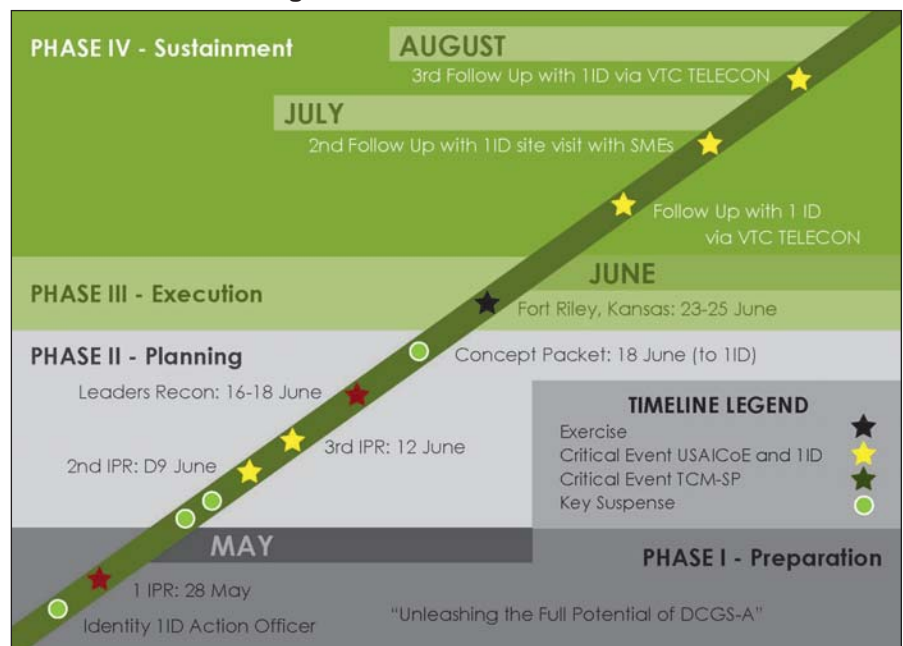 PHASE IV - Sustainment
AUGUST
3rd Follow Up with 1ID via VTC TELECON
JULY
2nd Follow Up with 1ID site visit with SMEs
Follow Up with 1 ID
via VTC TELECON
JUNE
PHASE III - Execution
Fort Riley, Kansas: 23-25 June
PHASE II - Planning
Concept Packet: 18 June (to 1ID)
Leaders Recon: 16-18 June
3rd IPR: 12 June
2nd IPR: D9 June
TIMELINE LEGEND
Exercise
Critical Event USAICoE and 1ID
Critical Event TCM-SP
Key Suspense
MAY
PHASE I - Preparation
1 IPR: 28 May
Identity 1ID Action Officer
"Unleashing the Full Potential of DCGS-A"